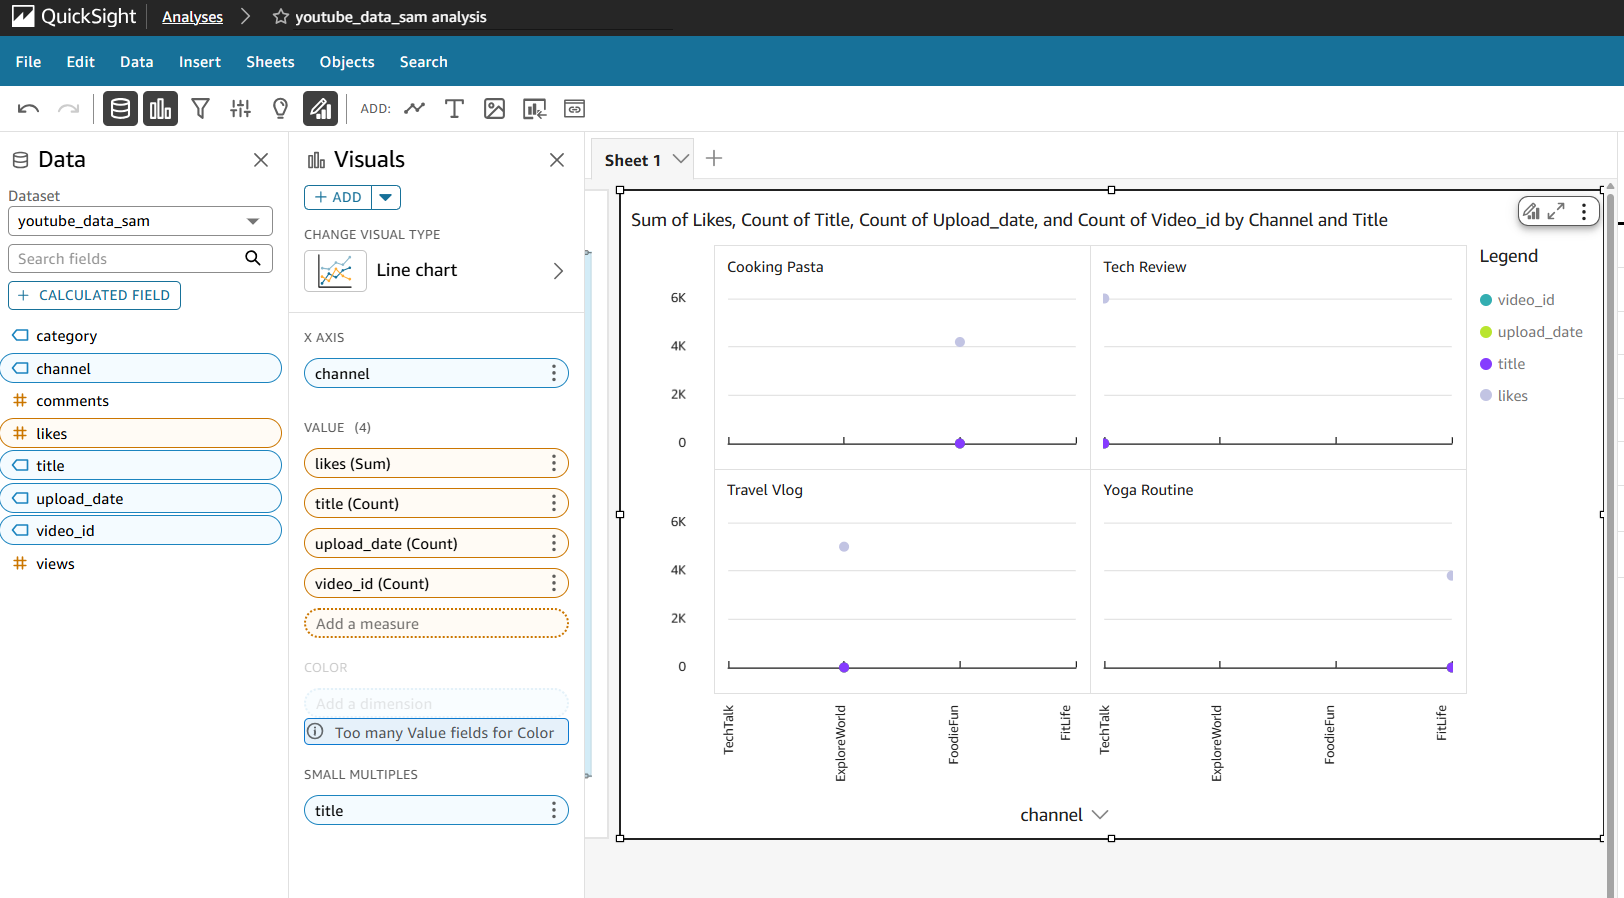 QuickSight
Analyses
youtube_data_sam analysis
File Edit Data Insert Sheets Objects Search
ADD:
Data
Dataset
youtube_data_sam
Search fields
CALCULATED FIELD
category
channel
comments
likes
title
upload_date
video_id
views
Visuals
+ ADD
CHANGE VISUAL TYPE
Line chart
X AXIS
channel
VALUE (4)
likes (Sum)
title (Count)
upload_date (Count)
video_id (Count)
Add a measure
COLOR
Add a dimension
Too many Value fields for Color
SMALL MULTIPLES
title
Sheet 1
Sum of Likes, Count of Title, Count of Upload_date, and Count of Video_id by Channel and Title
Cooking Pasta
Tech Review
6K
4K
2K
0
Travel Vlog
Yoga Routine
6K
4K
2K
0
TechTalk
ExploreWorld
FoodieFun
FitLife
TechTalk
ExploreWorld
FoodieFun
FitLife
channel
Legend
video_id
upload_date
title
likes